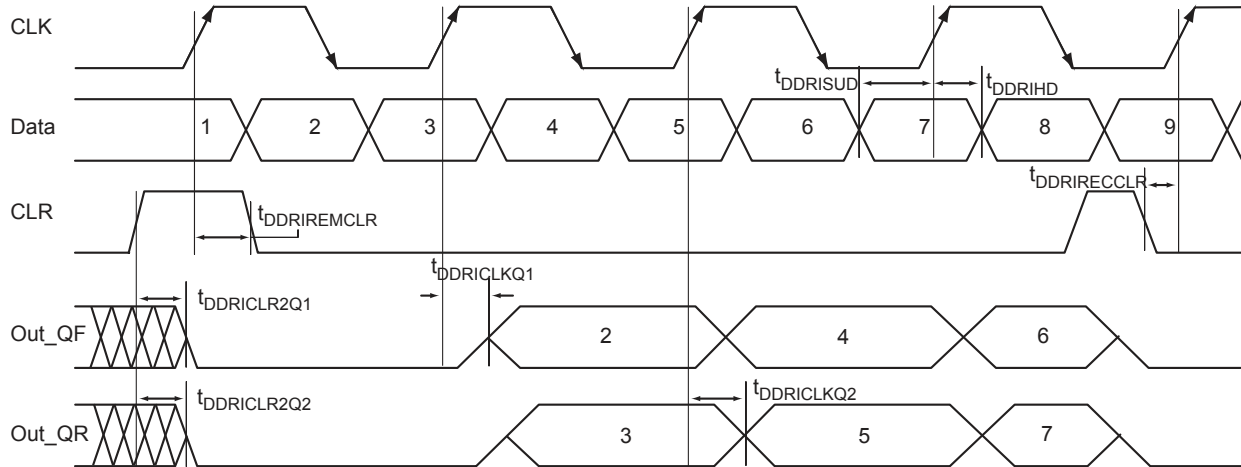 CLK
tDDRISUD
tDDRIHD
Data
1 2 3 4 5 6 7 8 9
tDDRIRECCLR
CLR
tDDRIREMCLR
tDDRICLKQ1
tDDRICLR2Q1
Out_QF
2 4 6
tDDRICLR2Q2
tDDRICLKQ2
Out_QR
3 5 7